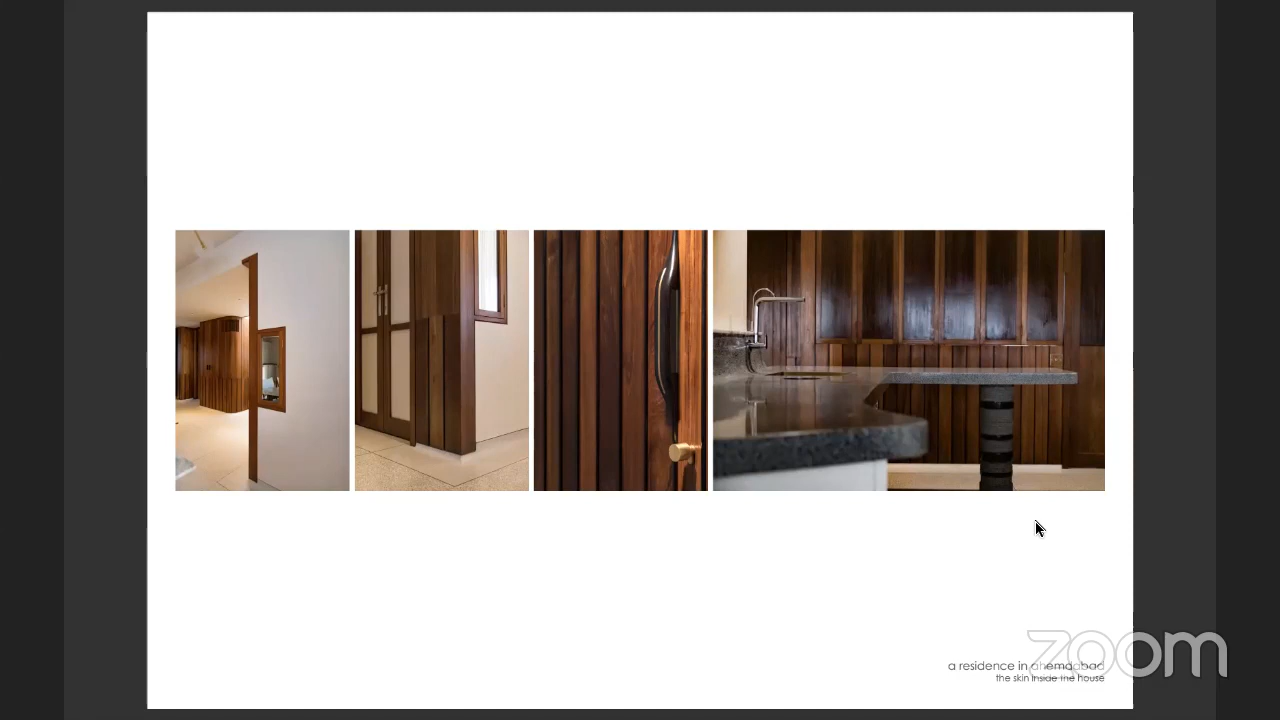 a residence in ahemdabad
the skin inside the house
zoom